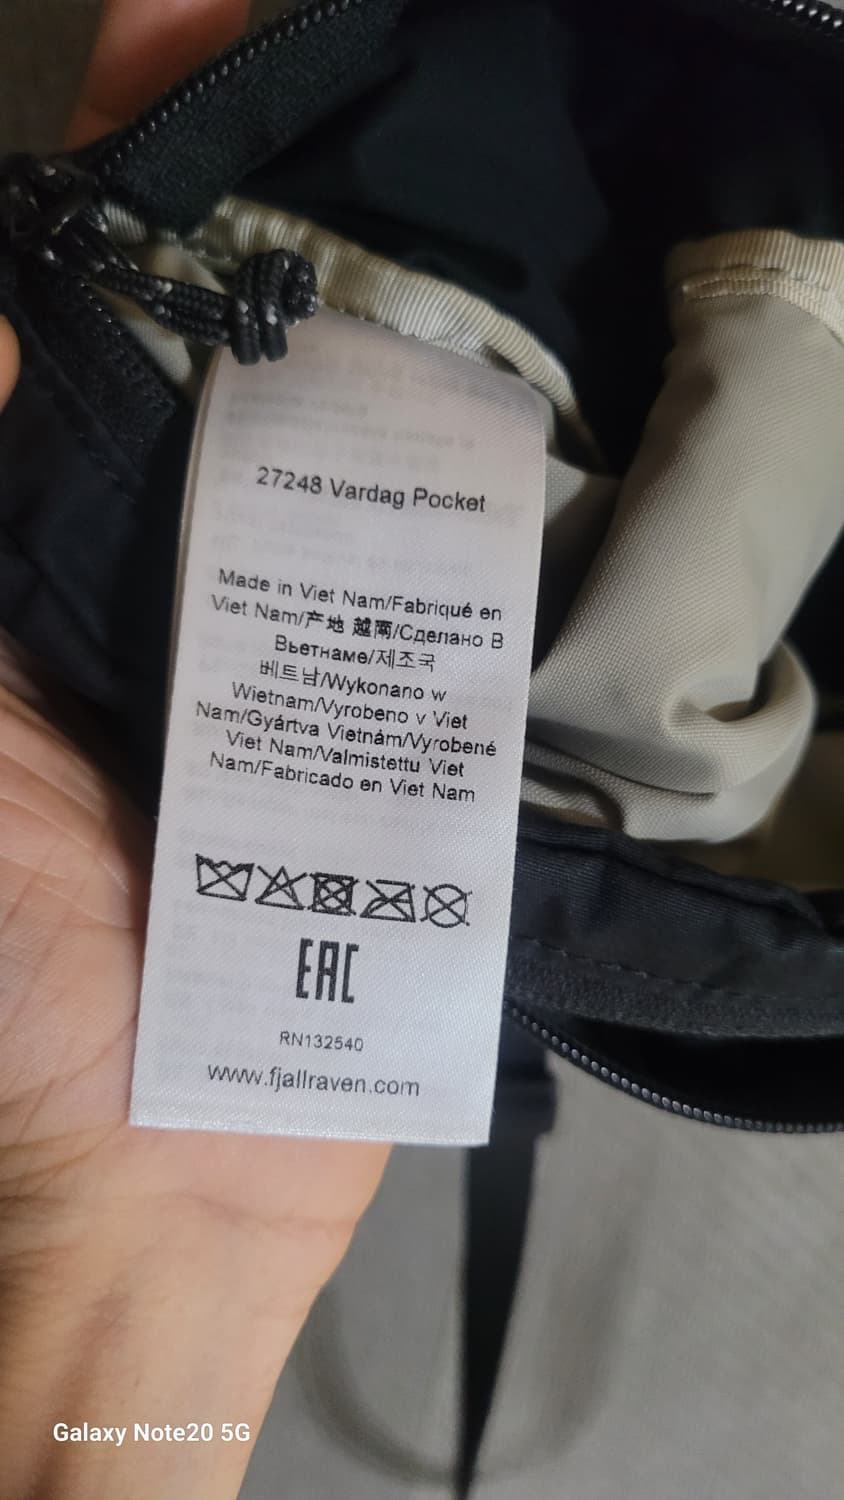 27248 Vardag Pocket
Made in Viet Nam/Fabriqué en
Viet Nam/产地 越南/Сделано В
Вьетнаме/제조국
베트남/Wykonano w
Wietnam/Vyrobeno v Viet
Nam/Gyártva Vietnám/Vyrobené
Viet Nam/Valmistettu Viet
Nam/Fabricado en Viet Nam
EAC
RN132540
www.fjallraven.com
Galaxy Note20 5G